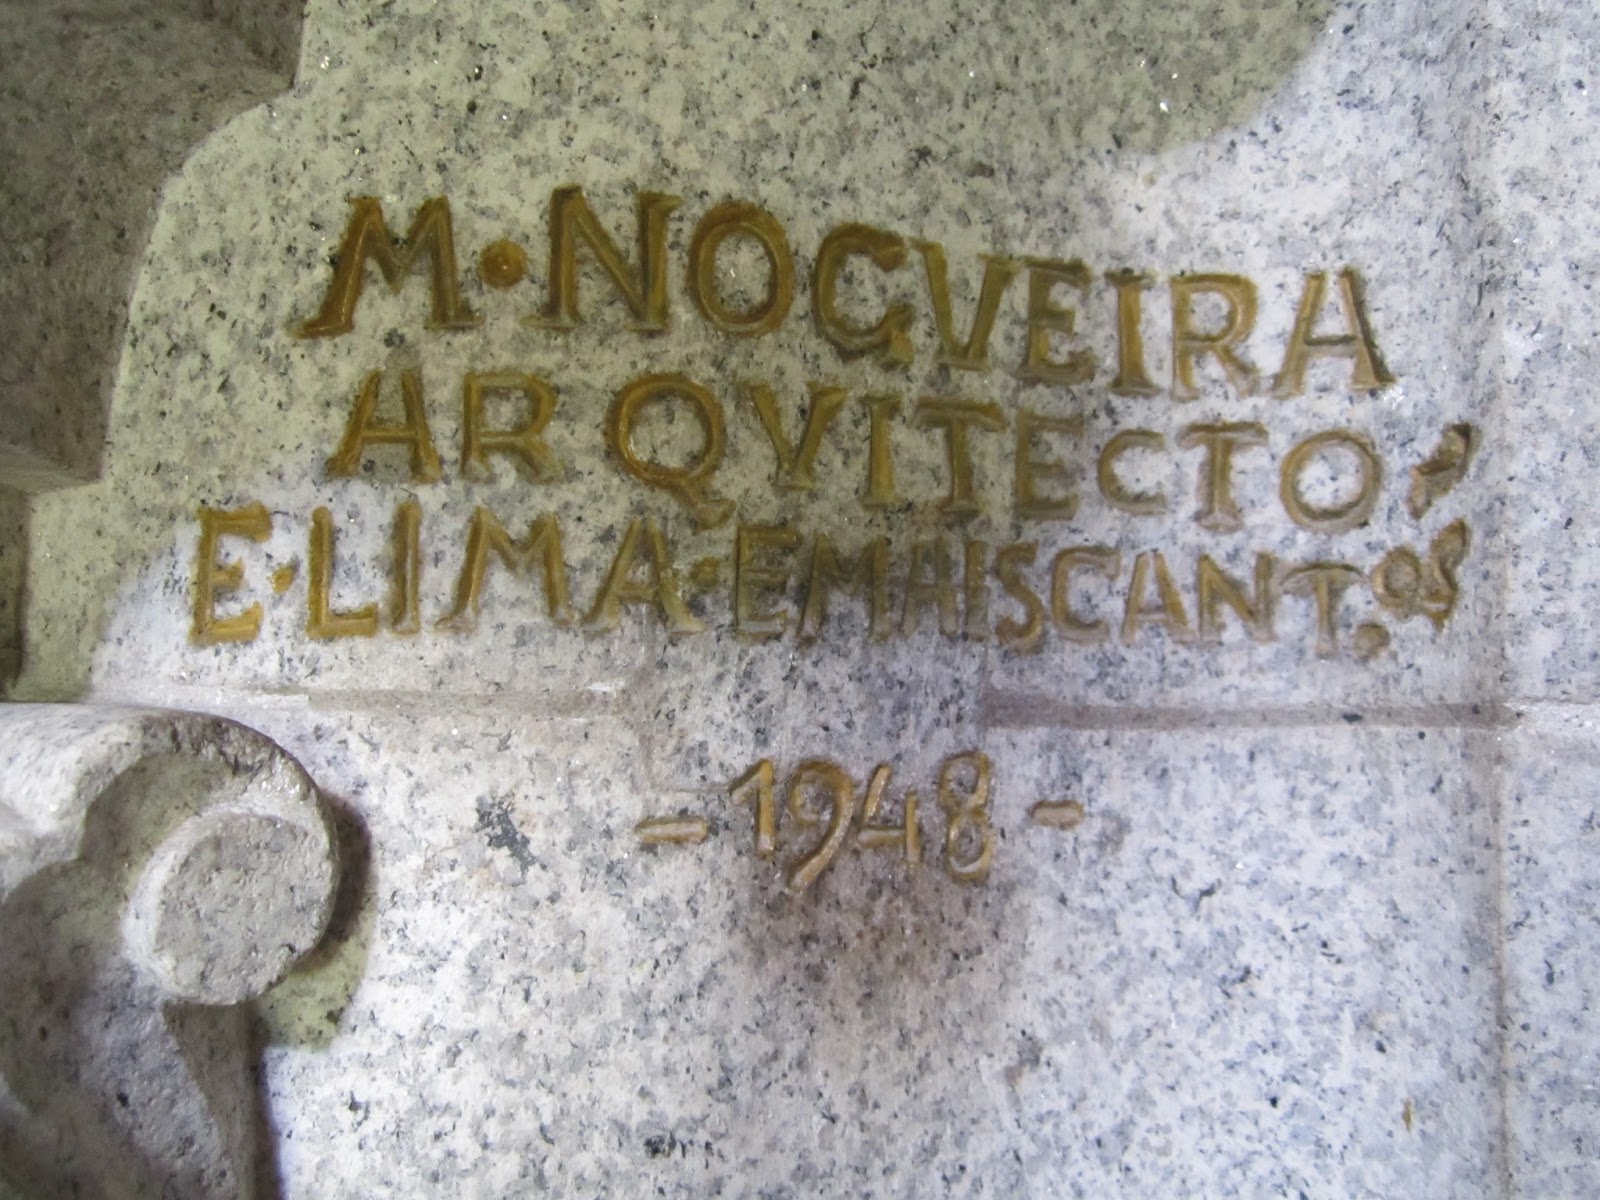 M·NOGVEIRA
ARQVITECTO
E·LIMA·E MAIS CANT.OS
-1948-